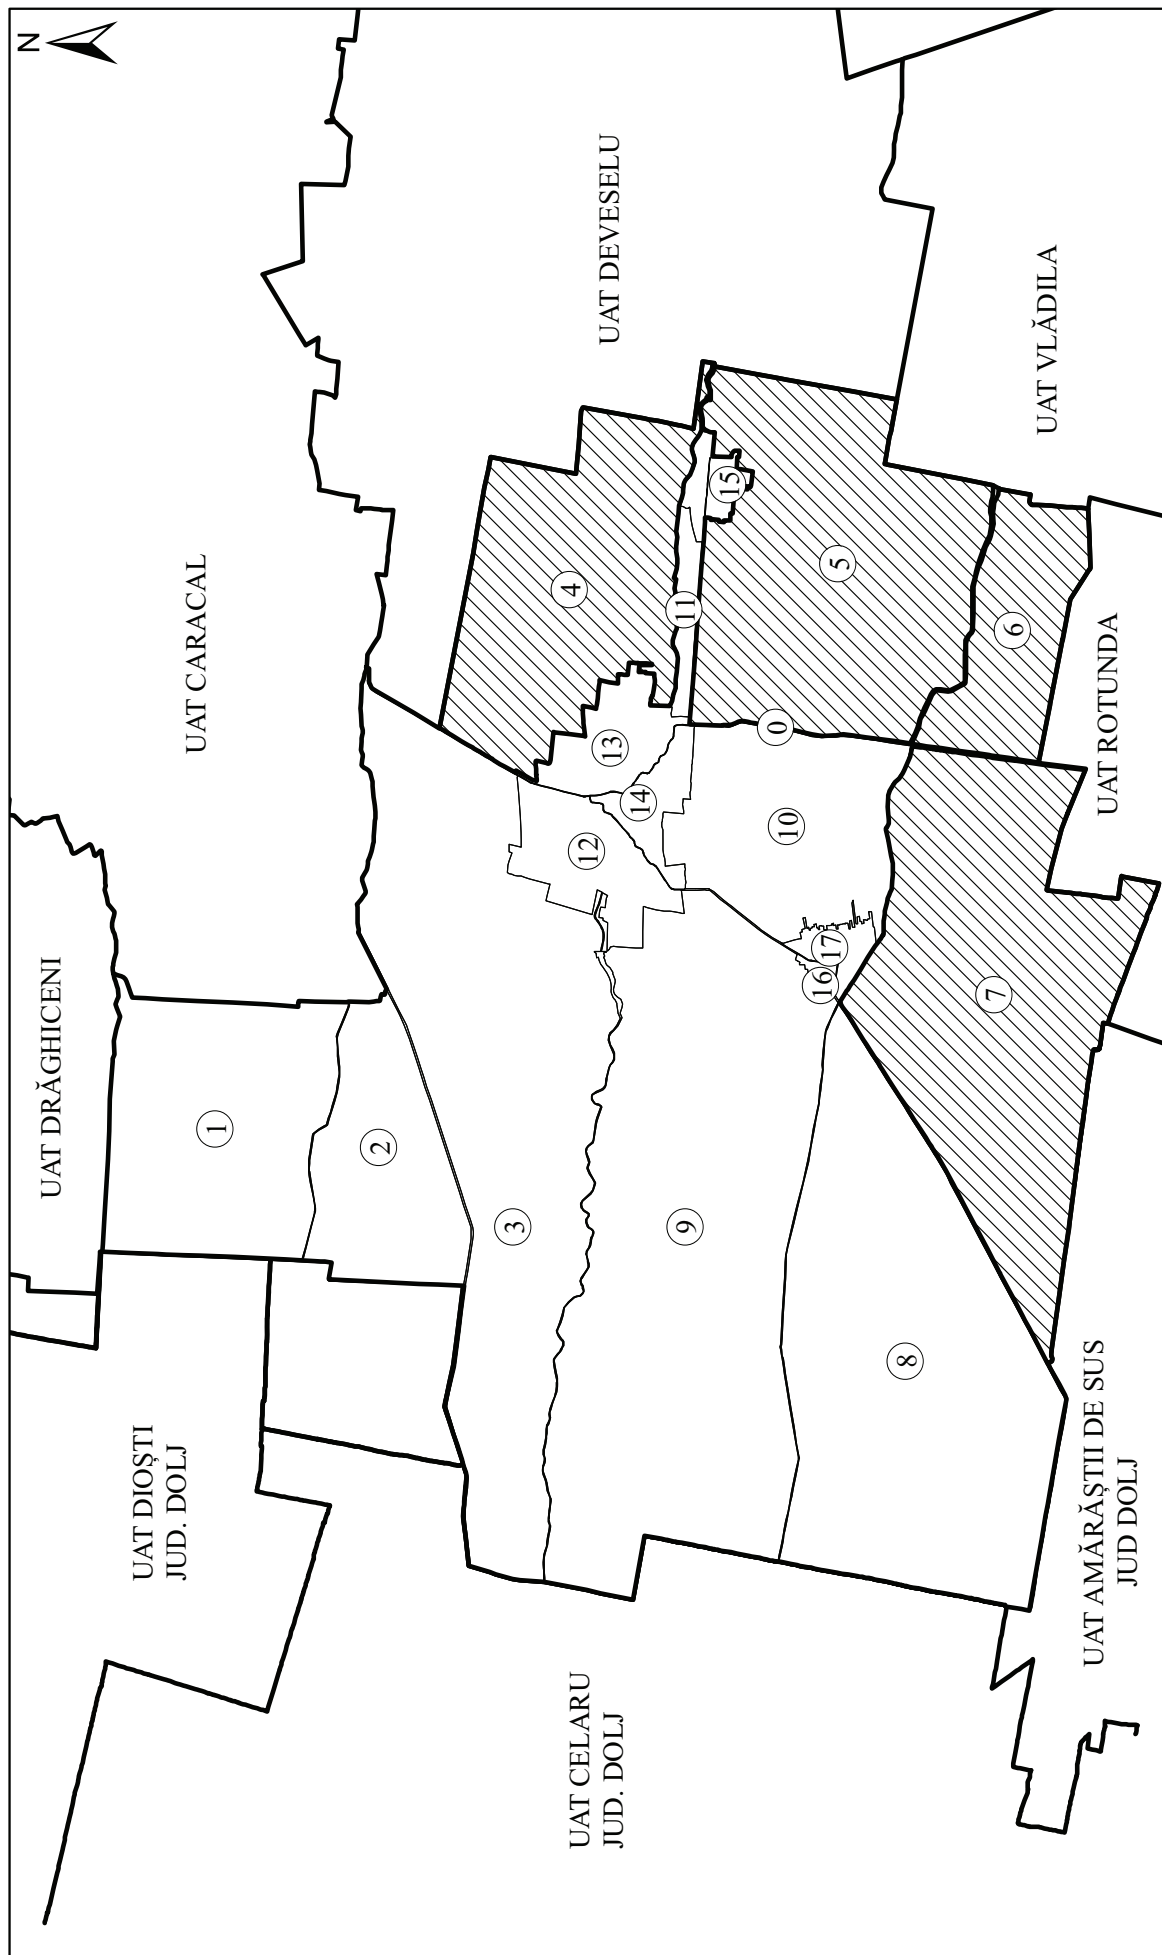 N
UAT DRĂGHICENI
UAT CARACAL
UAT DIOȘTI
JUD. DOLJ
UAT DEVESELU
UAT CELARU
JUD. DOLJ
UAT VLĂDILA
UAT ROTUNDA
UAT AMĂRĂȘTII DE SUS
JUD DOLJ
1
2
3
4
5
6
7
8
9
10
0
11
12
13
14
15
16
17